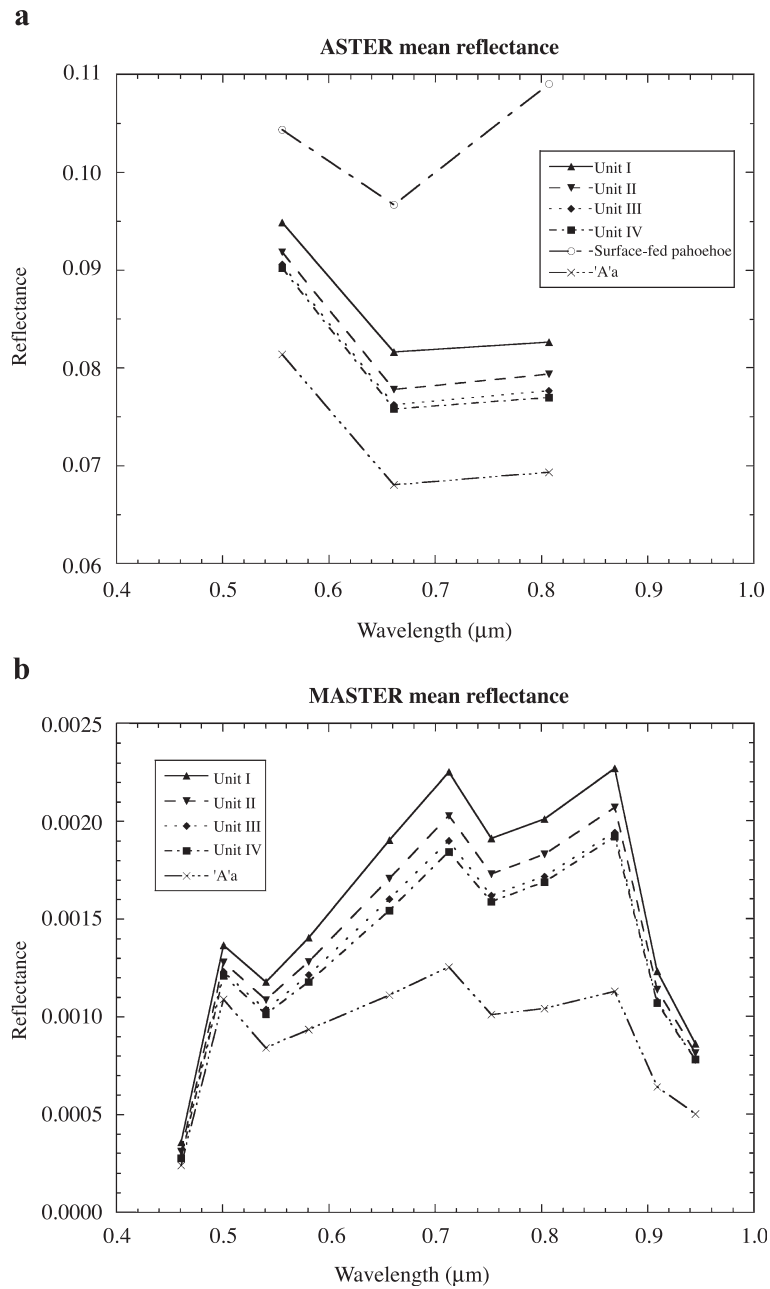 a
ASTER mean reflectance
0.11
0.10
0.09
0.08
0.07
0.06
Reflectance
Unit I
Unit II
Unit III
Unit IV
Surface-fed pahoehoe
'A'a
0.4 0.5 0.6 0.7 0.8 0.9 1.0
Wavelength (μm)
b
MASTER mean reflectance
0.0025
0.0020
0.0015
0.0010
0.0005
0.0000
Reflectance
Unit I
Unit II
Unit III
Unit IV
'A'a
0.4 0.5 0.6 0.7 0.8 0.9 1.0
Wavelength (μm)